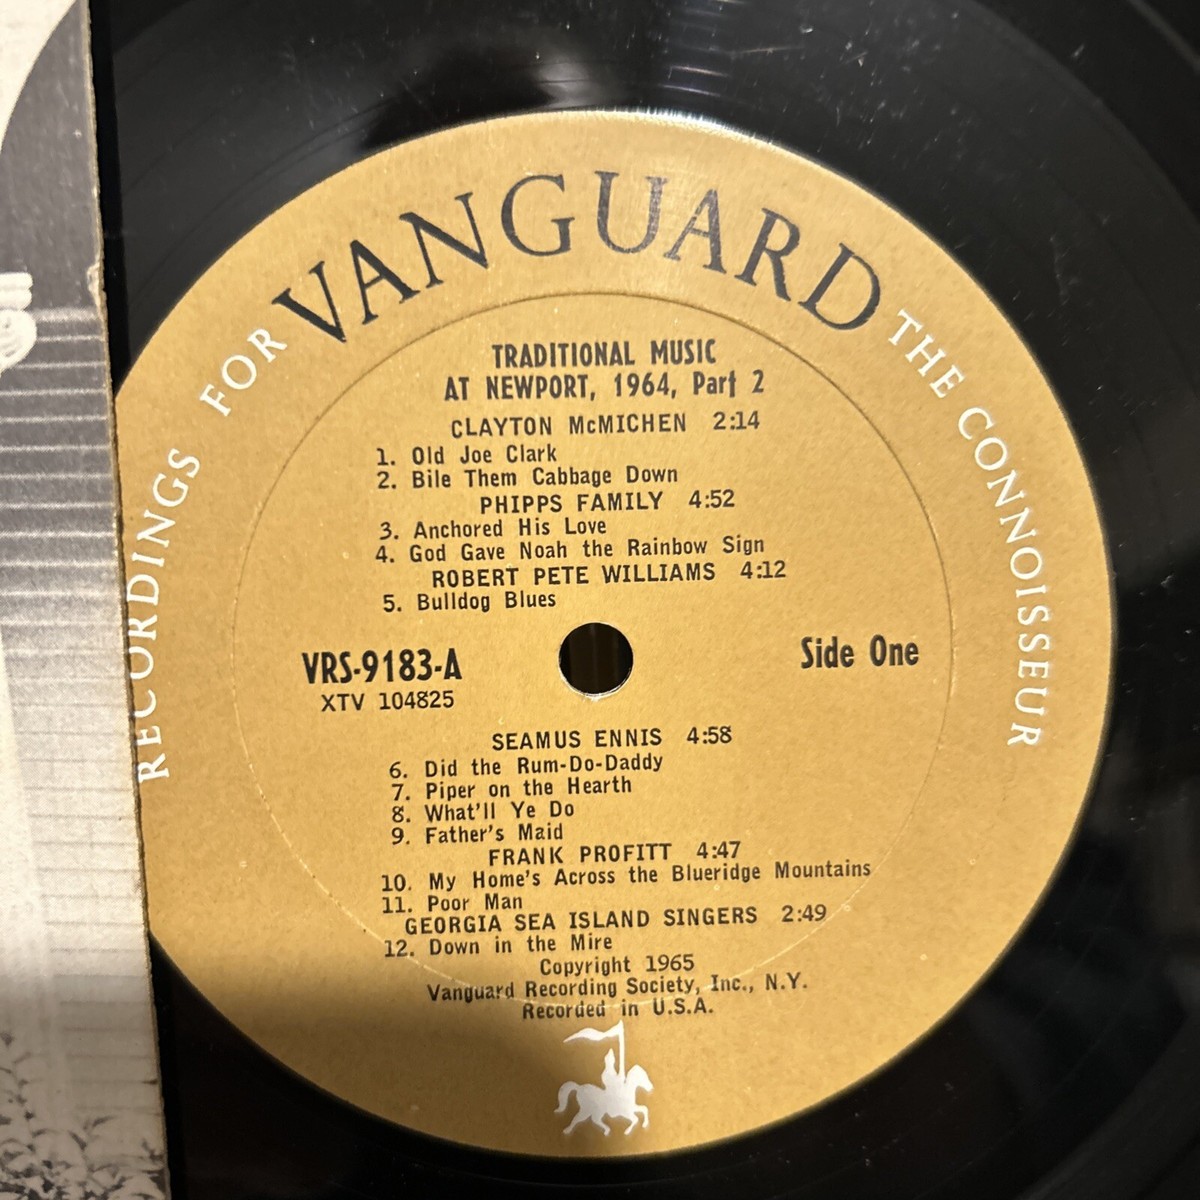 RECORDINGS FOR VANGUARD THE CONNOISSEUR
TRADITIONAL MUSIC
AT NEWPORT, 1964, Part 2
CLAYTON McMICHEN 2:14
1. Old Joe Clark
2. Bile Them Cabbage Down
PHIPPS FAMILY 4:52
3. Anchored His Love
4. God Gave Noah the Rainbow Sign
ROBERT PETE WILLIAMS 4:12
5. Bulldog Blues
VRS-9183-A
XTV 104825
Side One
SEAMUS ENNIS 4:58
6. Did the Rum-Do-Daddy
7. Piper on the Hearth
8. What'll Ye Do
9. Father's Maid
FRANK PROFITT 4:47
10. My Home's Across the Blueridge Mountains
11. Poor Man
GEORGIA SEA ISLAND SINGERS 2:49
12. Down in the Mire
Copyright 1965
Vanguard Recording Society, Inc., N.Y.
Recorded in U.S.A.